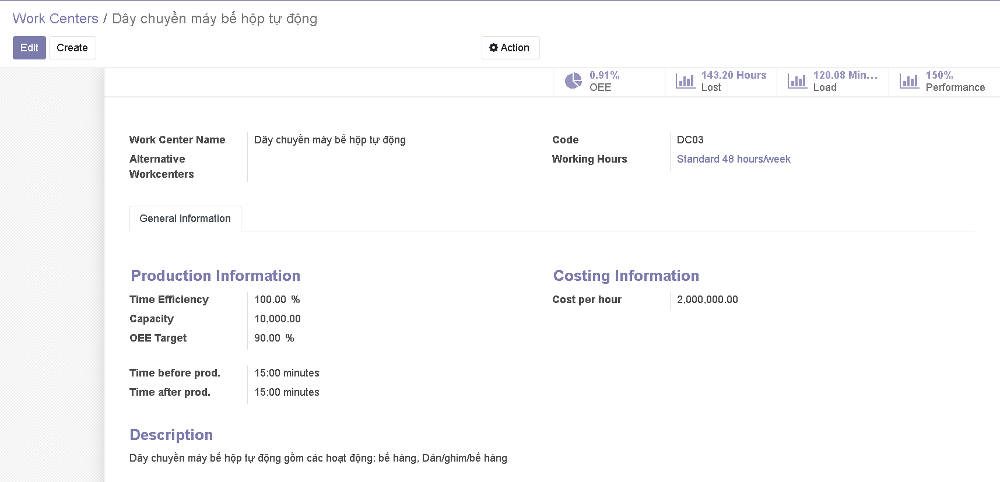 Work Centers / Dây chuyền máy bế hộp tự động
Edit
Create
Action
0.91%
OEE
143.20 Hours
Lost
120.08 Min...
Load
150%
Performance
Work Center Name
Dây chuyền máy bế hộp tự động
Code
DC03
Alternative
Workcenters
Working Hours
Standard 48 hours/week
General Information
Production Information
Costing Information
Time Efficiency
100.00 %
Cost per hour
2,000,000.00
Capacity
10,000.00
OEE Target
90.00 %
Time before prod.
15:00 minutes
Time after prod.
15:00 minutes
Description
Dây chuyền máy bế hộp tự động gồm các hoạt động: bế hàng, Dán/ghim/bế hàng